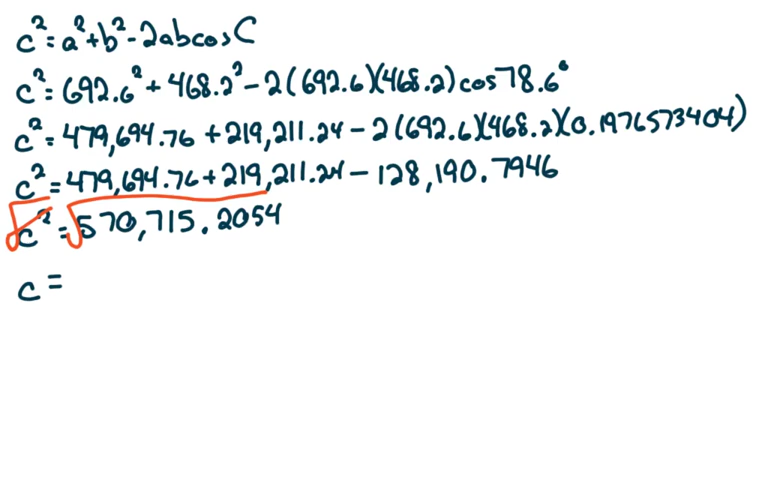 c² = a² + b² - 2abcosC
c² = 692.6² + 468.2² - 2(692.6)(468.2)cos78.6°
c² = 479,694.76 + 219,211.24 - 2(692.6)(468.2)(0.1976573404)
c² = 479,694.76 + 219,211.24 - 128,190.7946
√c² = √570,715.2054
c =